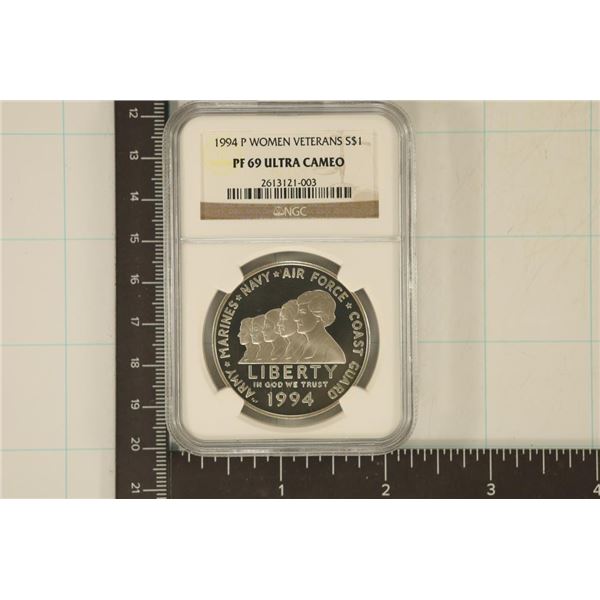 1994 P WOMEN VETERANS S$1
PF 69 ULTRA CAMEO
2613121-003
NGC
ARMY ★ MARINES ★ NAVY ★ AIR FORCE ★ COAST GUARD
LIBERTY
IN GOD WE TRUST
1994
12
13
14
15
16
17
18
19
20
21
1 2 3 4